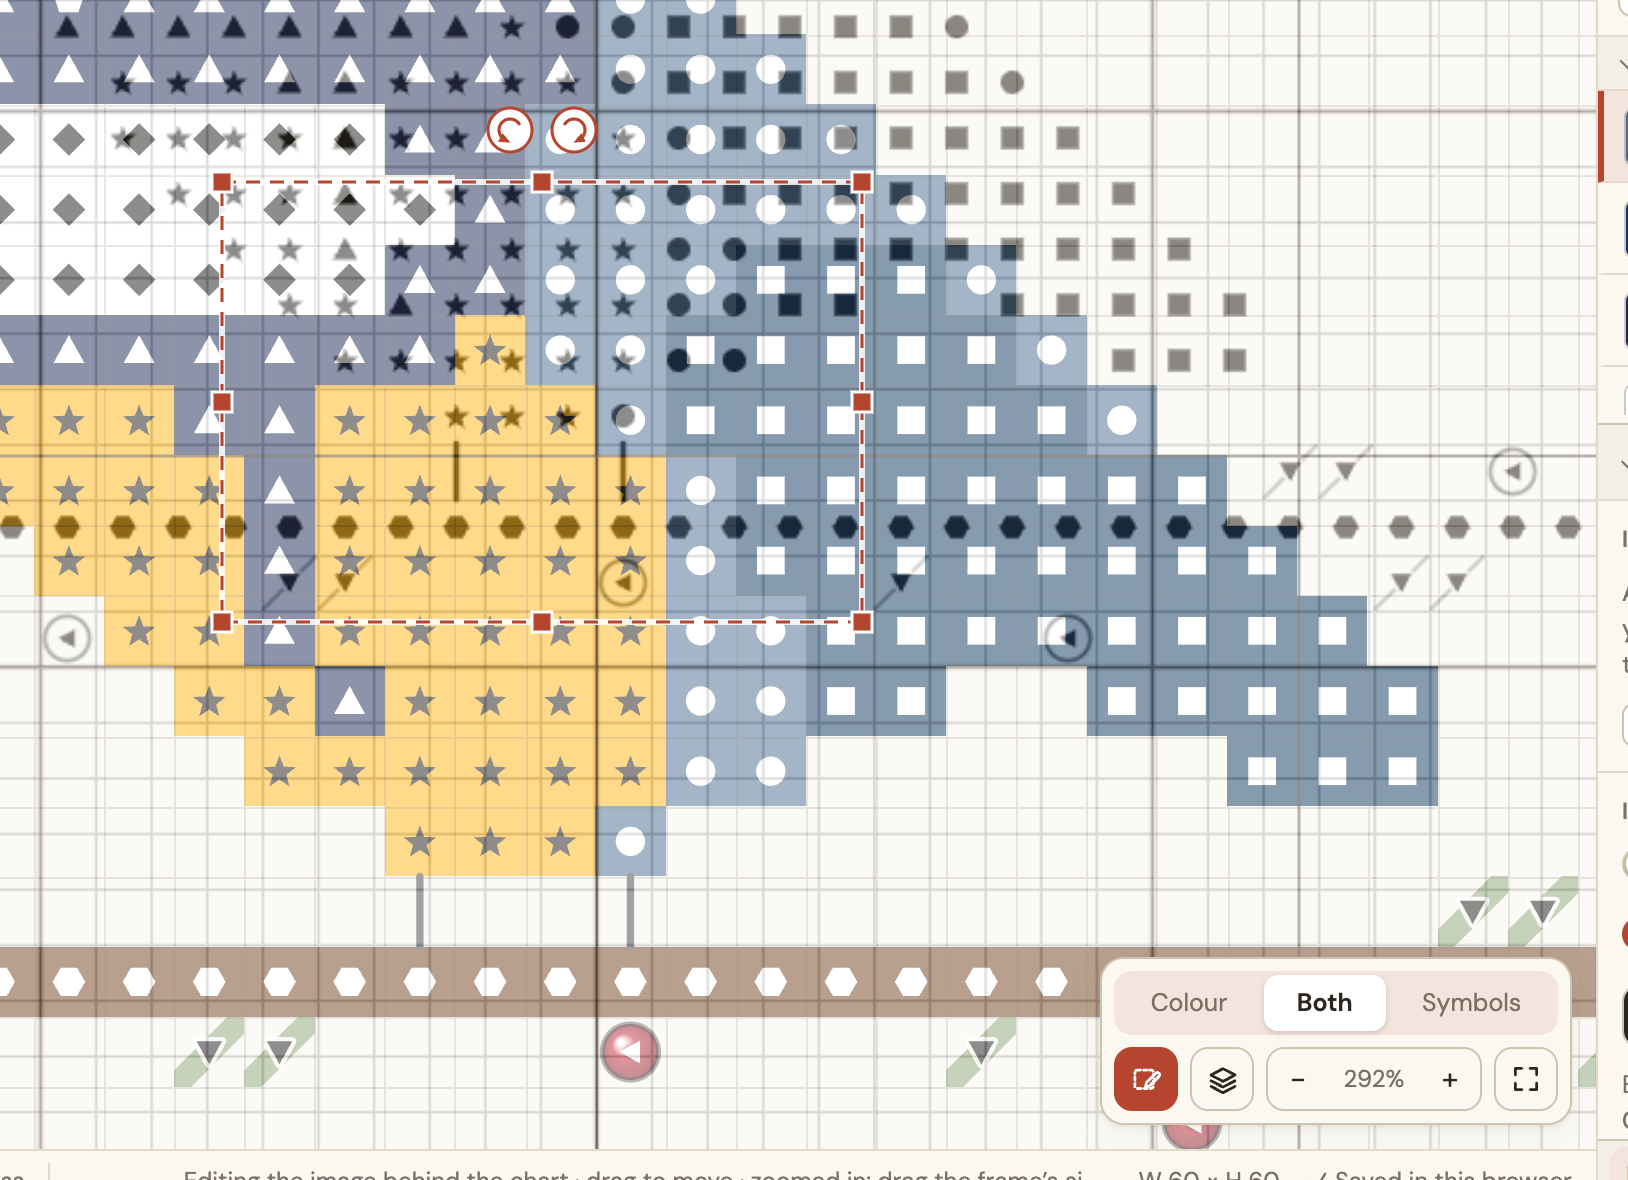 Colour Both Symbols
− 292% +
Editing the image behind the chart · drag to move · zoomed in: drag the frame's W 60 × H 60 ✓ Saved in this browser